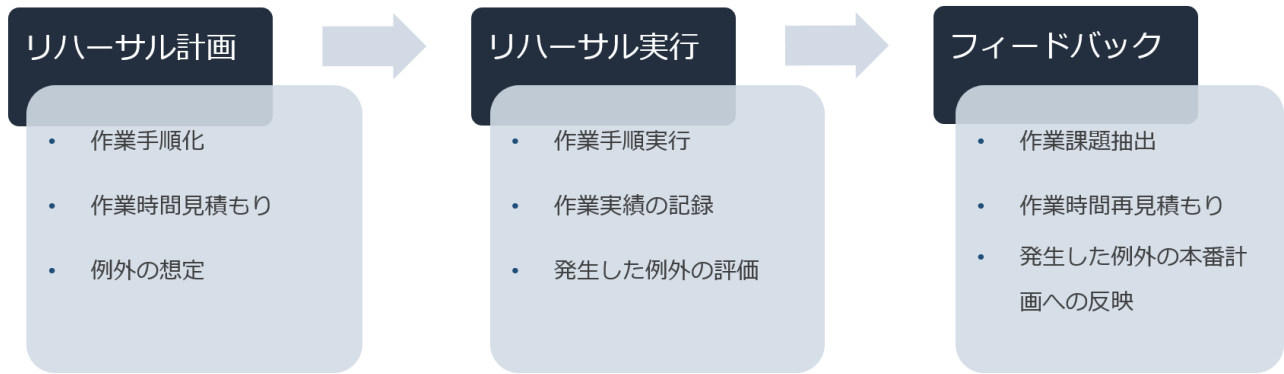 リハーサル計画
• 作業手順化
• 作業時間見積もり
• 例外の想定
リハーサル実行
• 作業手順実行
• 作業実績の記録
• 発生した例外の評価
フィードバック
• 作業課題抽出
• 作業時間再見積もり
• 発生した例外の本番計
画への反映